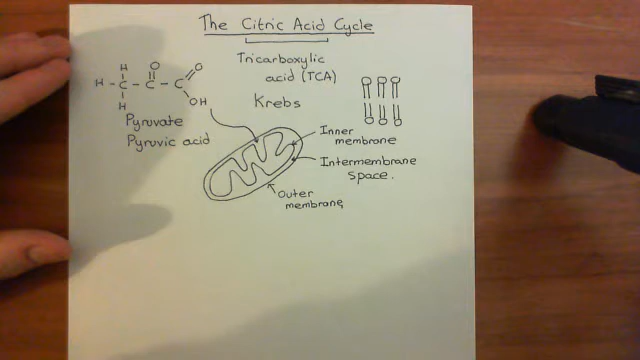 The Citric Acid Cycle
Tricarboxylic
acid (TCA)
Krebs
H O O
H - C - C - C
H OH
Pyruvate
Pyruvic acid
Inner
membrane
Intermembrane
space.
Outer
membrane